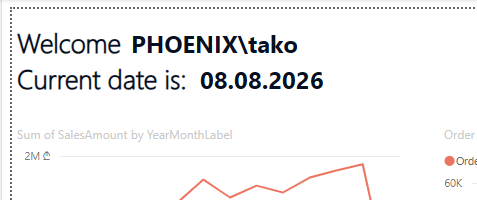 Welcome PHOENIX\tako
Current date is: 08.08.2026
Sum of SalesAmount by YearMonthLabel
Order
2M ₾
Orde
60K